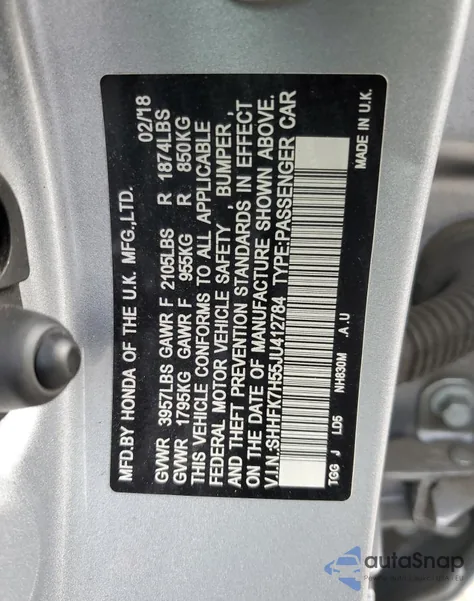 MFD.BY HONDA OF THE U.K. MFG.,LTD. 02/18
GVWR 3957LBS GAWR F 2105LBS R 1874LBS
GVWR 1795KG GAWR F 955KG R 850KG
THIS VEHICLE CONFORMS TO ALL APPLICABLE
FEDERAL MOTOR VEHICLE SAFETY , BUMPER ,
AND THEFT PREVENTION STANDARDS IN EFFECT
ON THE DATE OF MANUFACTURE SHOWN ABOVE.
V.I.N.:SHHFK7H55JU412784 TYPE:PASSENGER CAR
TGG J LD5 NH830M .A.U MADE IN U.K.
autoSnap